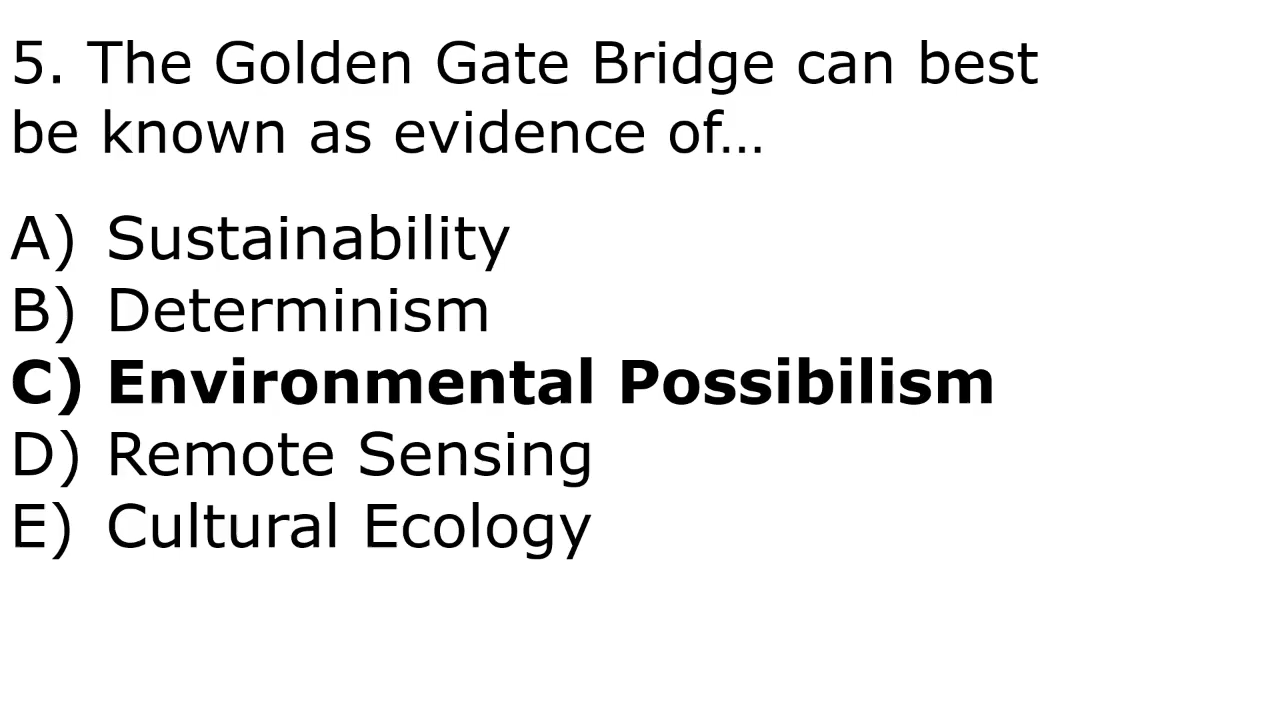 5. The Golden Gate Bridge can best
be known as evidence of…
A) Sustainability
B) Determinism
C) Environmental Possibilism
D) Remote Sensing
E) Cultural Ecology